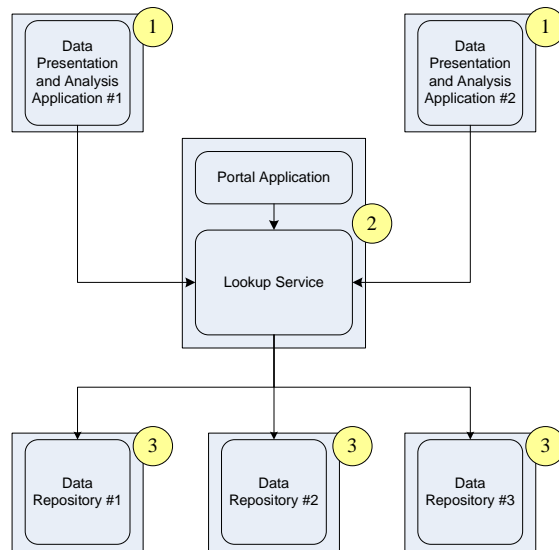 1
Data
Presentation
and Analysis
Application #1
1
Data
Presentation
and Analysis
Application #2
Portal Application
2
Lookup Service
3
Data
Repository #1
3
Data
Repository #2
3
Data
Repository #3